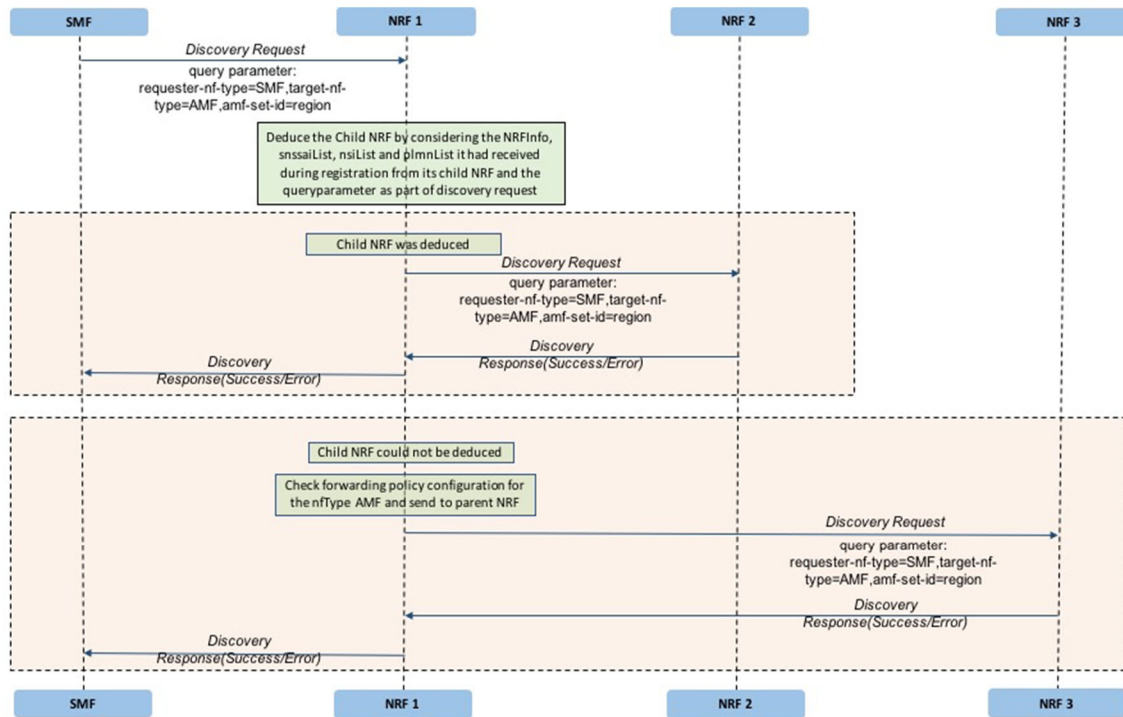 SMF
NRF 1
NRF 2
NRF 3
Discovery Request
query parameter:
requester-nf-type=SMF,target-nf-
type=AMF,amf-set-id=region
Deduce the Child NRF by considering the NRFInfo,
snssaiList, nsiList and plmnList it had received
during registration from its child NRF and the
queryparameter as part of discovery request
Child NRF was deduced
Discovery Request
query parameter:
requester-nf-type=SMF,target-nf-
type=AMF,amf-set-id=region
Discovery
Response(Success/Error)
Discovery
Response(Success/Error)
Child NRF could not be deduced
Check forwarding policy configuration for
the nfType AMF and send to parent NRF
Discovery Request
query parameter:
requester-nf-type=SMF,target-nf-
type=AMF,amf-set-id=region
Discovery
Response(Success/Error)
Discovery
Response(Success/Error)
SMF
NRF 1
NRF 2
NRF 3